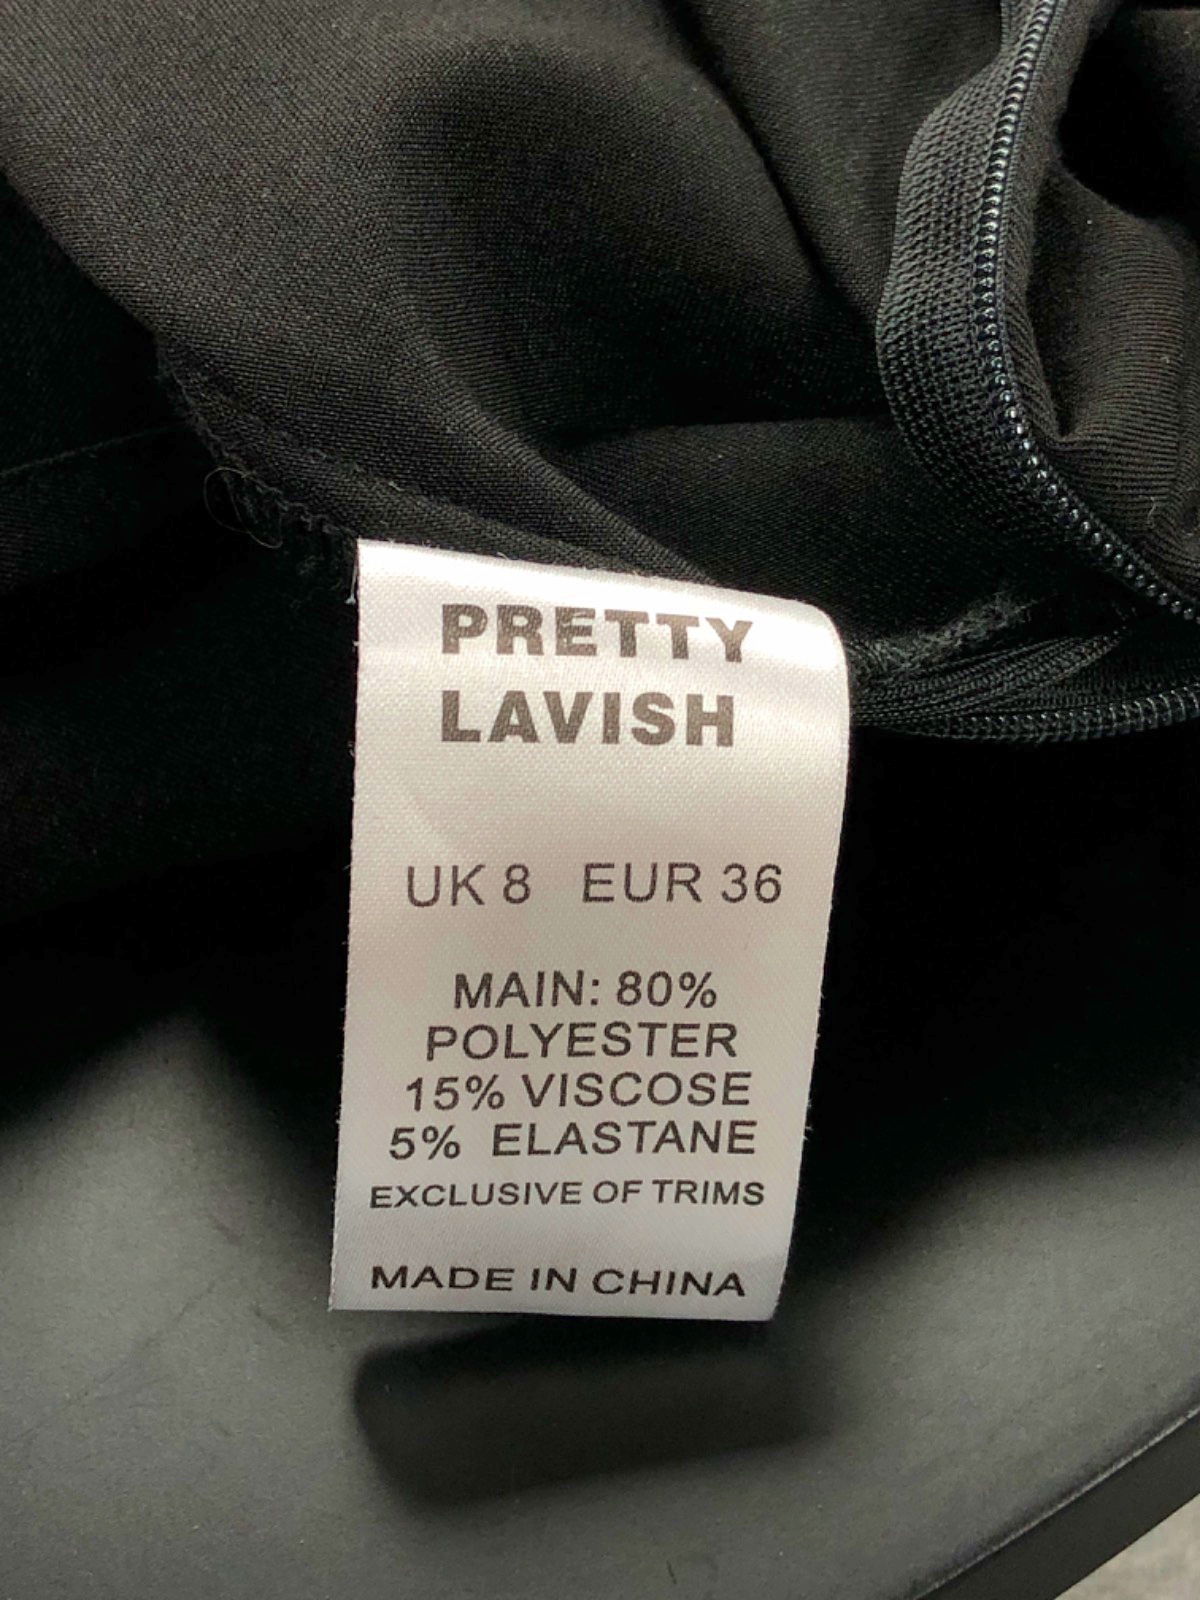 PRETTY
LAVISH
UK 8 EUR 36
MAIN: 80%
POLYESTER
15% VISCOSE
5% ELASTANE
EXCLUSIVE OF TRIMS
MADE IN CHINA